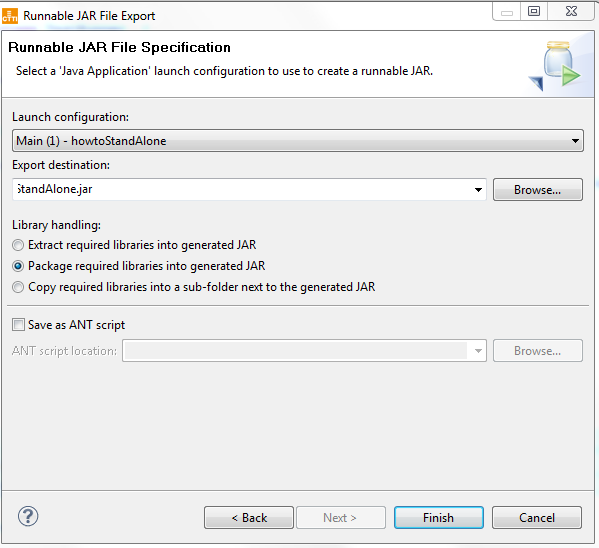 CTTI Runnable JAR File Export
Runnable JAR File Specification
Select a 'Java Application' launch configuration to use to create a runnable JAR.
Launch configuration:
Main (1) - howtoStandAlone
Export destination:
StandAlone.jar Browse...
Library handling:
Extract required libraries into generated JAR
Package required libraries into generated JAR
Copy required libraries into a sub-folder next to the generated JAR
Save as ANT script
ANT script location: Browse...
? < Back Next > Finish Cancel